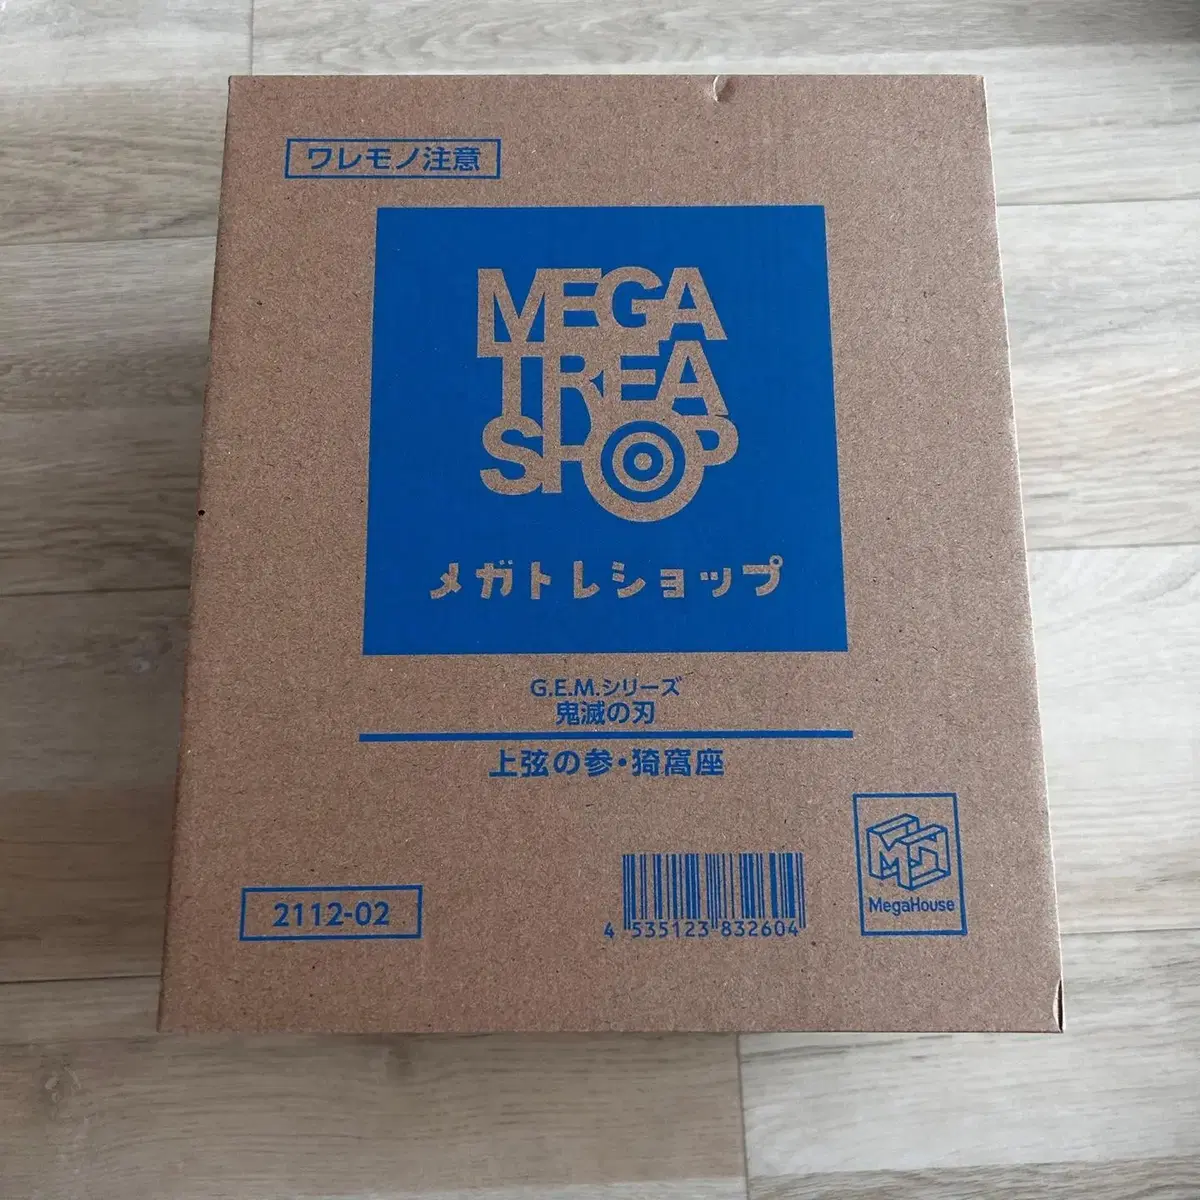 ワレモノ注意
MEGA
TREA
SHOP
メガトレショップ
G.E.M.シリーズ
鬼滅の刃
上弦の参・猗窩座
2112-02
4 535123 832604
MegaHouse